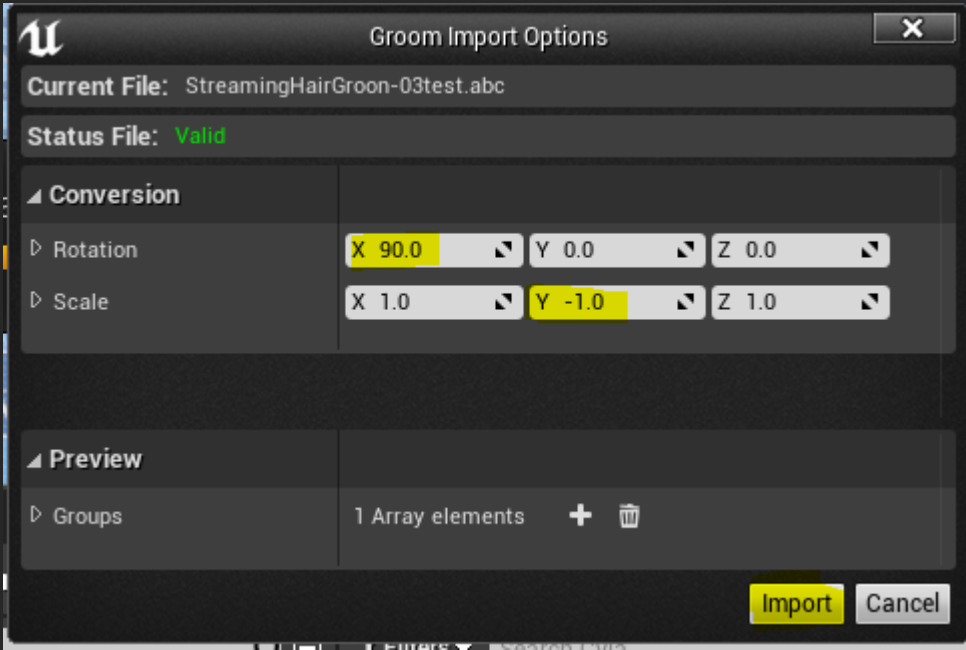 Groom Import Options
Current File: StreamingHairGroon-03test.abc
Status File: Valid
Conversion
Rotation X 90.0 Y 0.0 Z 0.0
Scale X 1.0 Y -1.0 Z 1.0
Preview
Groups 1 Array elements
Import Cancel
Filters